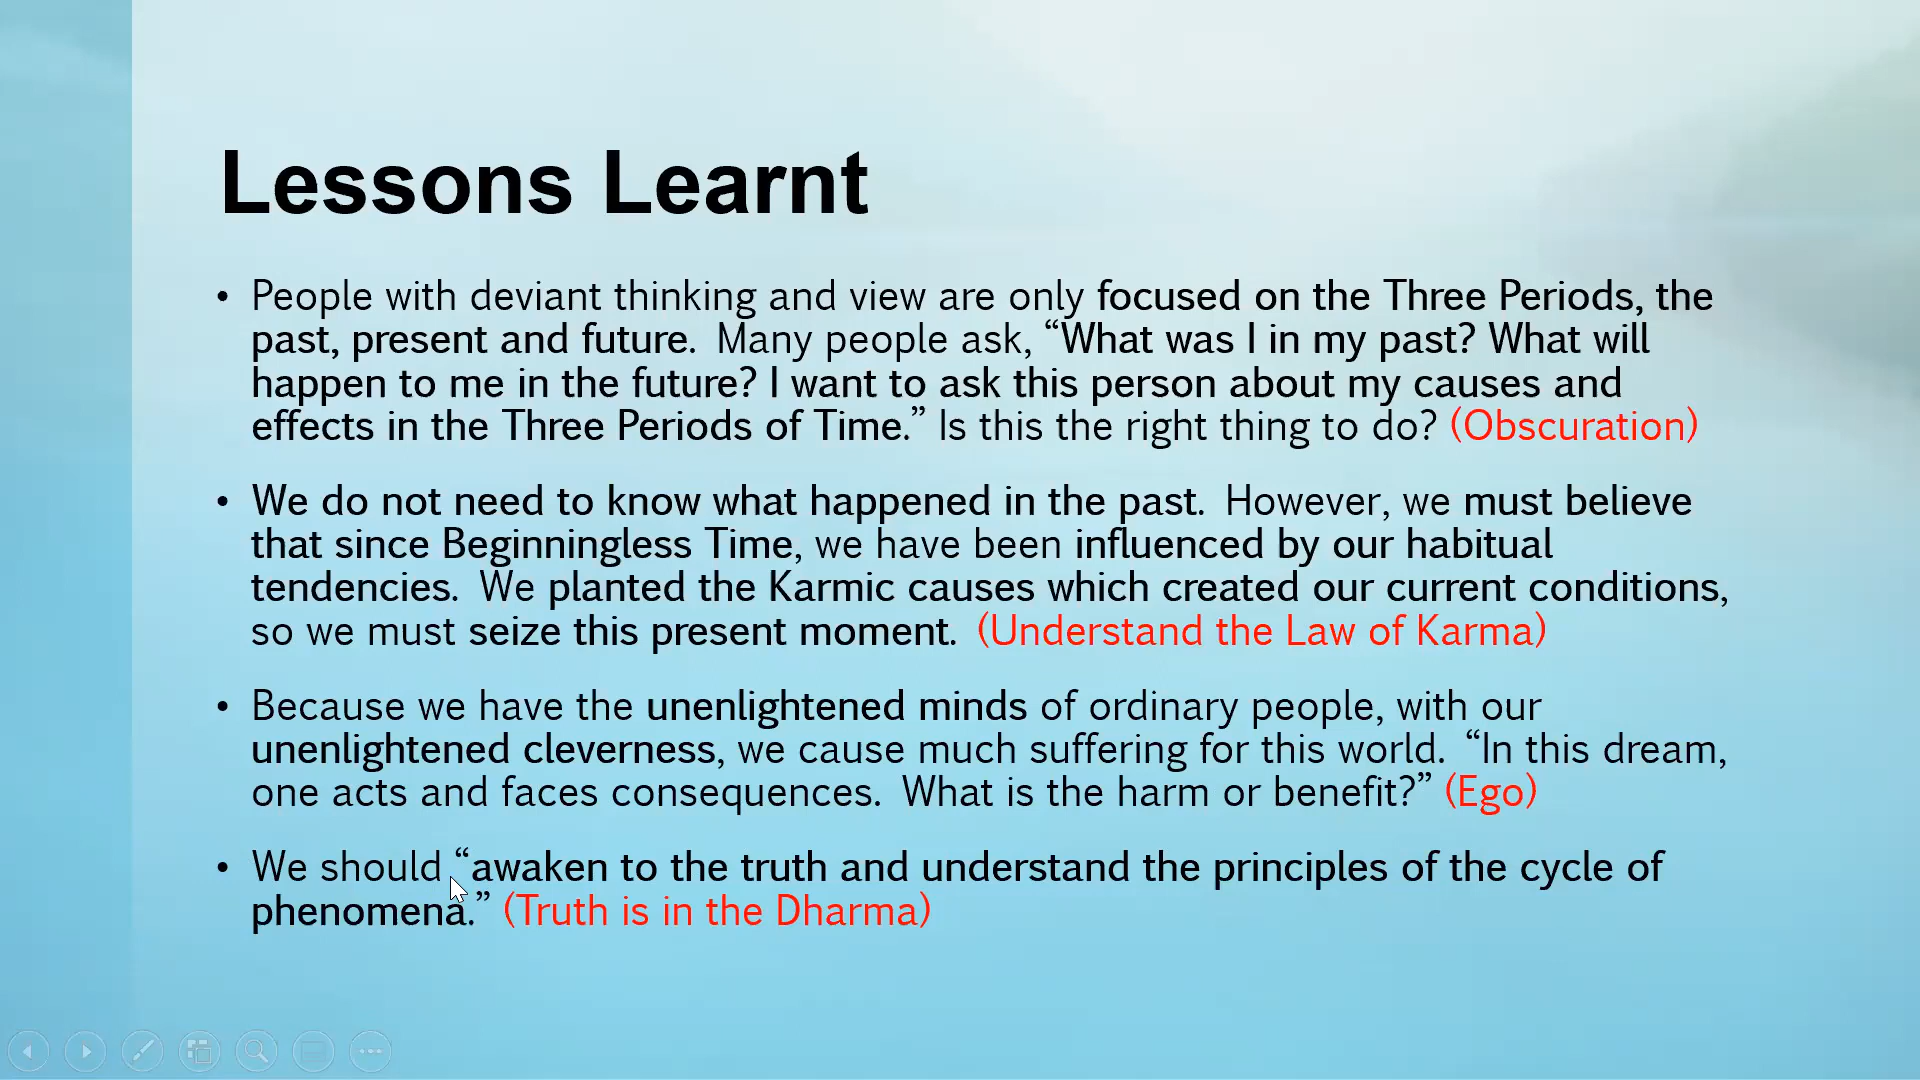 Lessons Learnt
• People with deviant thinking and view are only focused on the Three Periods, the
past, present and future.  Many people ask, “What was I in my past? What will
happen to me in the future? I want to ask this person about my causes and
effects in the Three Periods of Time.” Is this the right thing to do? (Obscuration)
• We do not need to know what happened in the past.  However, we must believe
that since Beginningless Time, we have been influenced by our habitual
tendencies.  We planted the Karmic causes which created our current conditions,
so we must seize this present moment.  (Understand the Law of Karma)
• Because we have the unenlightened minds of ordinary people, with our
unenlightened cleverness, we cause much suffering for this world.  “In this dream,
one acts and faces consequences.  What is the harm or benefit?” (Ego)
• We should “awaken to the truth and understand the principles of the cycle of
phenomena.” (Truth is in the Dharma)